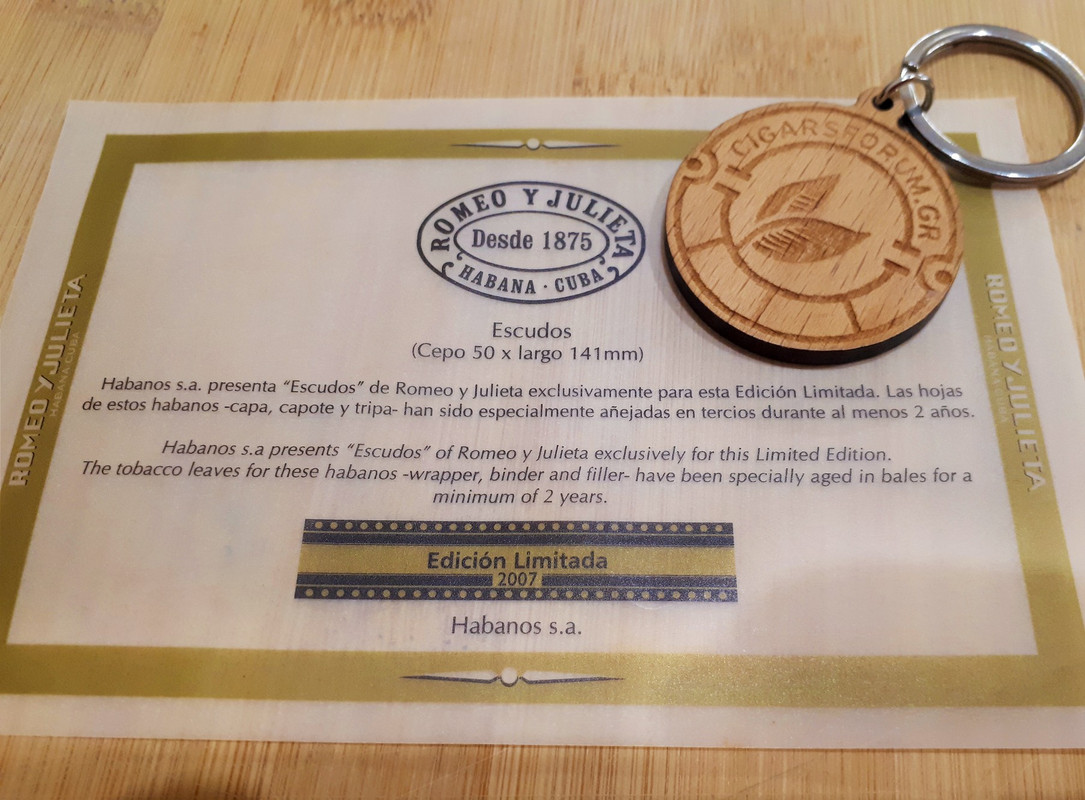 CIGARSFORUM.GR
ROMEO Y JULIETA
Desde 1875
HABANA · CUBA
Escudos
(Cepo 50 x largo 141mm)
Habanos s.a. presenta “Escudos” de Romeo y Julieta exclusivamente para esta Edición Limitada. Las hojas
de estos habanos -capa, capote y tripa- han sido especialmente añejadas en tercios durante al menos 2 años.
Habanos s.a presents “Escudos” of Romeo y Julieta exclusively for this Limited Edition.
The tobacco leaves for these habanos -wrapper, binder and filler- have been specially aged in bales for a
minimum of 2 years.
Edición Limitada
2007
Habanos s.a.
ROMEO Y JULIETA
HABANA CUBA
ROMEO Y JULIETA
HABANA CUBA